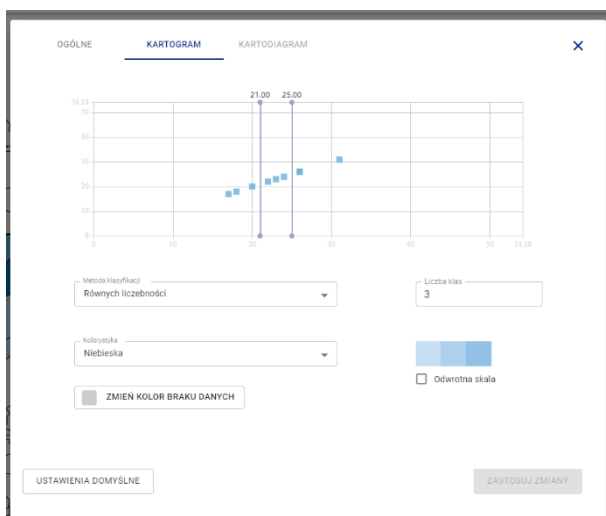 OGÓLNE KARTOGRAM KARTODIAGRAM
21.00 25.00
54.18
50
40
30
20
10
0
0 10 20 30 40 50 54.18
Metoda klasyfikacji
Równych liczebności
Liczba klas
3
Kolorystyka
Niebieska
Odwrotna skala
ZMIEŃ KOLOR BRAKU DANYCH
USTAWIENIA DOMYŚLNE
ZASTOSUJ ZMIANY